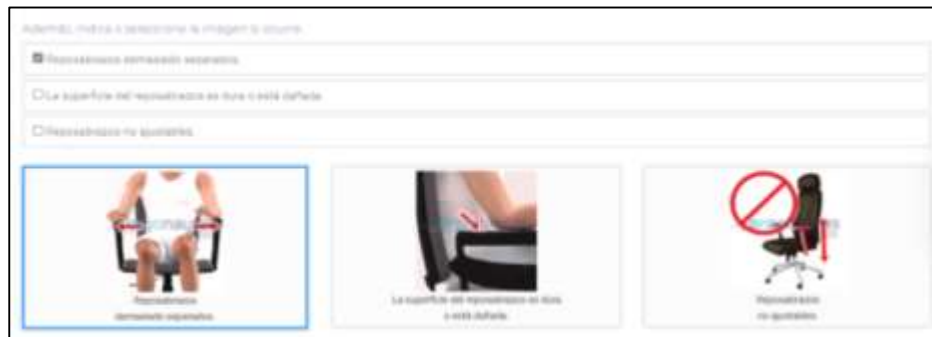 Además, indica o selecciona la imagen si ocurre:
Reposabrazos demasiado separados.
La superficie del reposabrazos es dura o está dañada.
Reposabrazos no ajustables.
Reposabrazos
demasiado separados.
La superficie del reposabrazos es dura
o está dañada.
Reposabrazos
no ajustables.